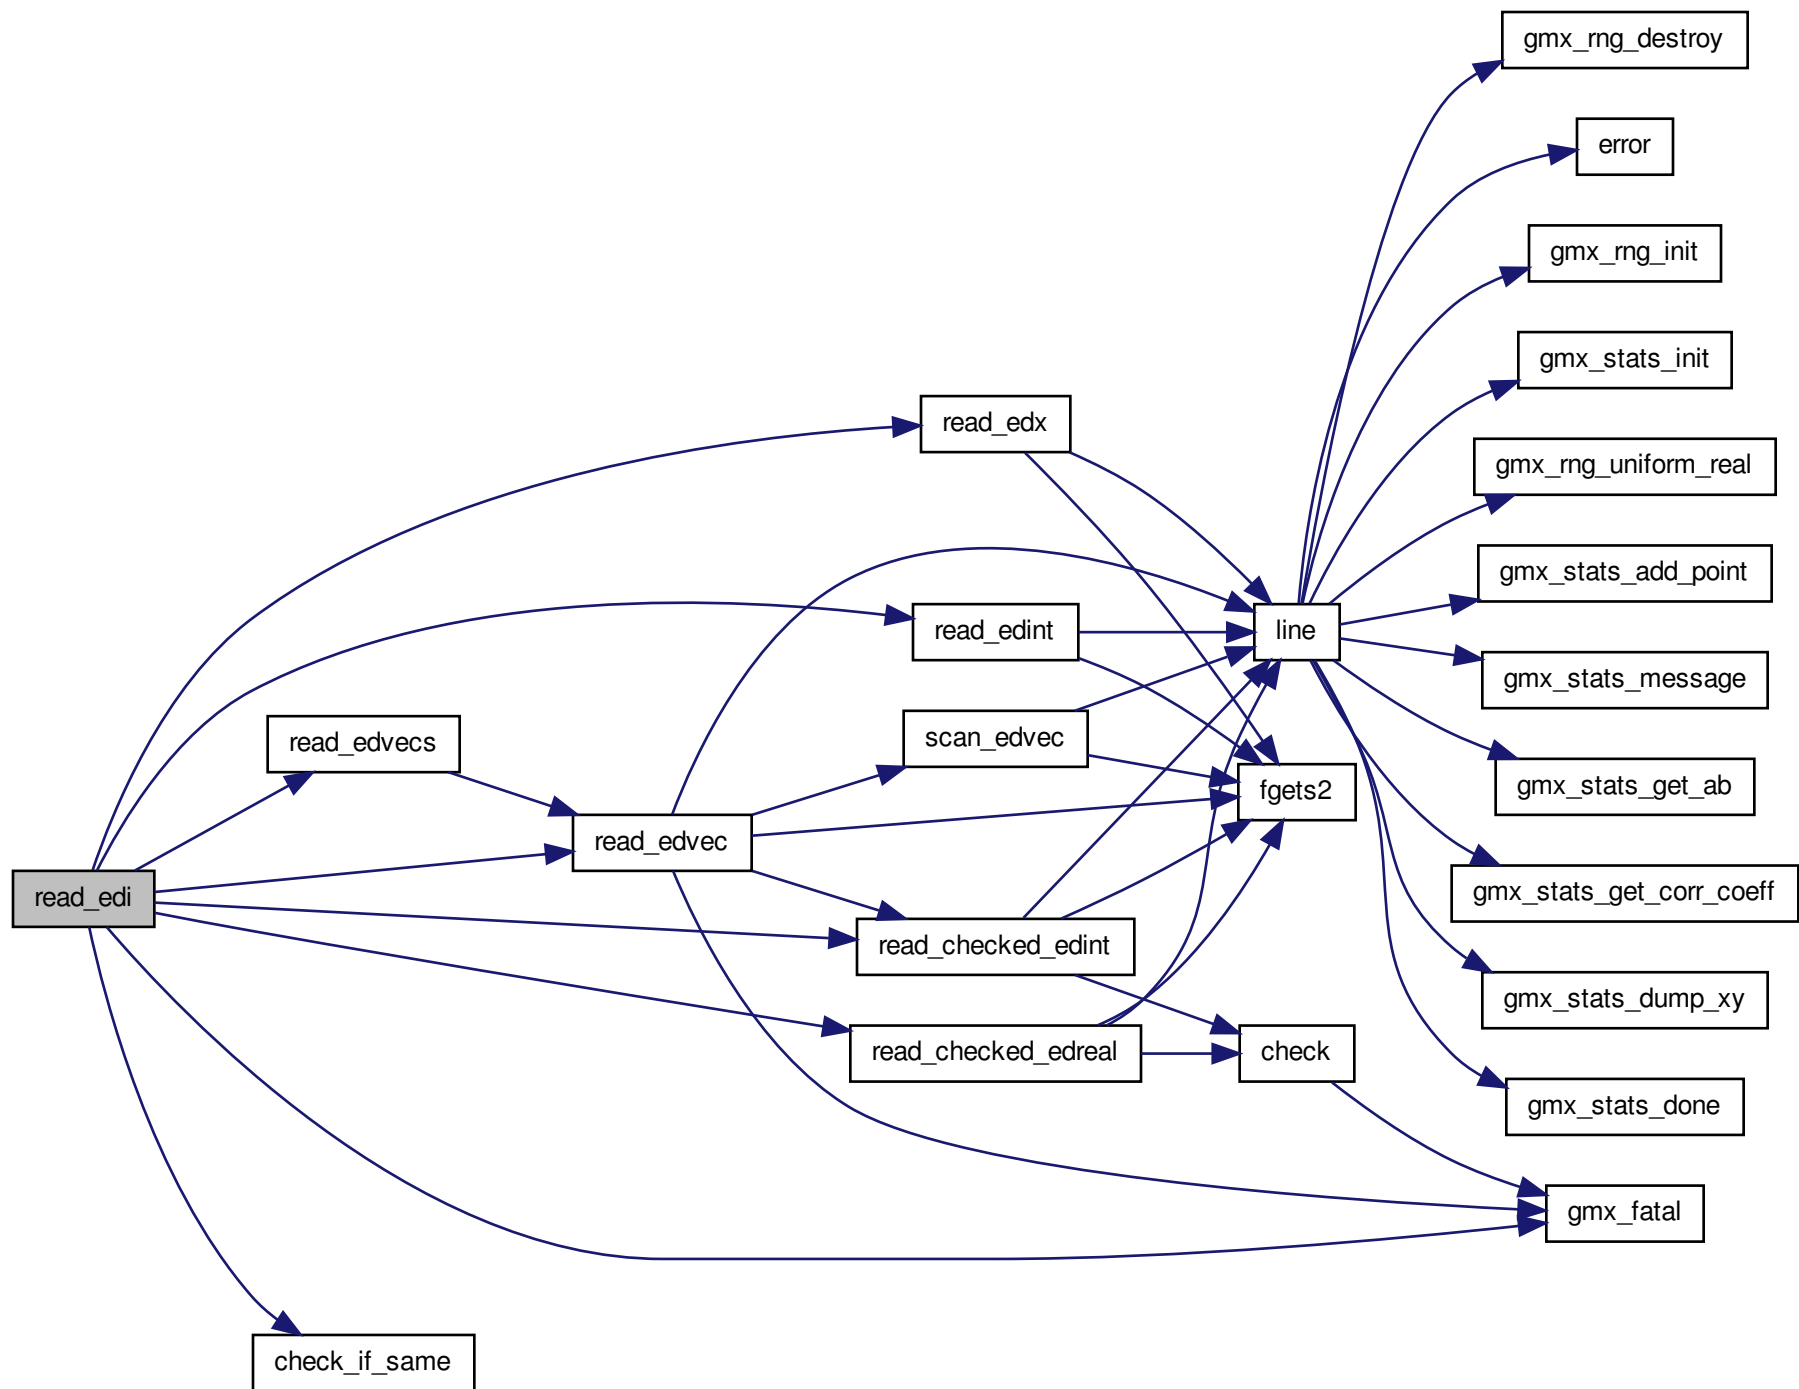 gmx_rng_destroy
error
gmx_rng_init
gmx_stats_init
read_edx
gmx_rng_uniform_real
gmx_stats_add_point
read_edint
line
gmx_stats_message
read_edvecs
scan_edvec
gmx_stats_get_ab
fgets2
read_edvec
read_edi
gmx_stats_get_corr_coeff
read_checked_edint
gmx_stats_dump_xy
read_checked_edreal
check
gmx_stats_done
gmx_fatal
check_if_same